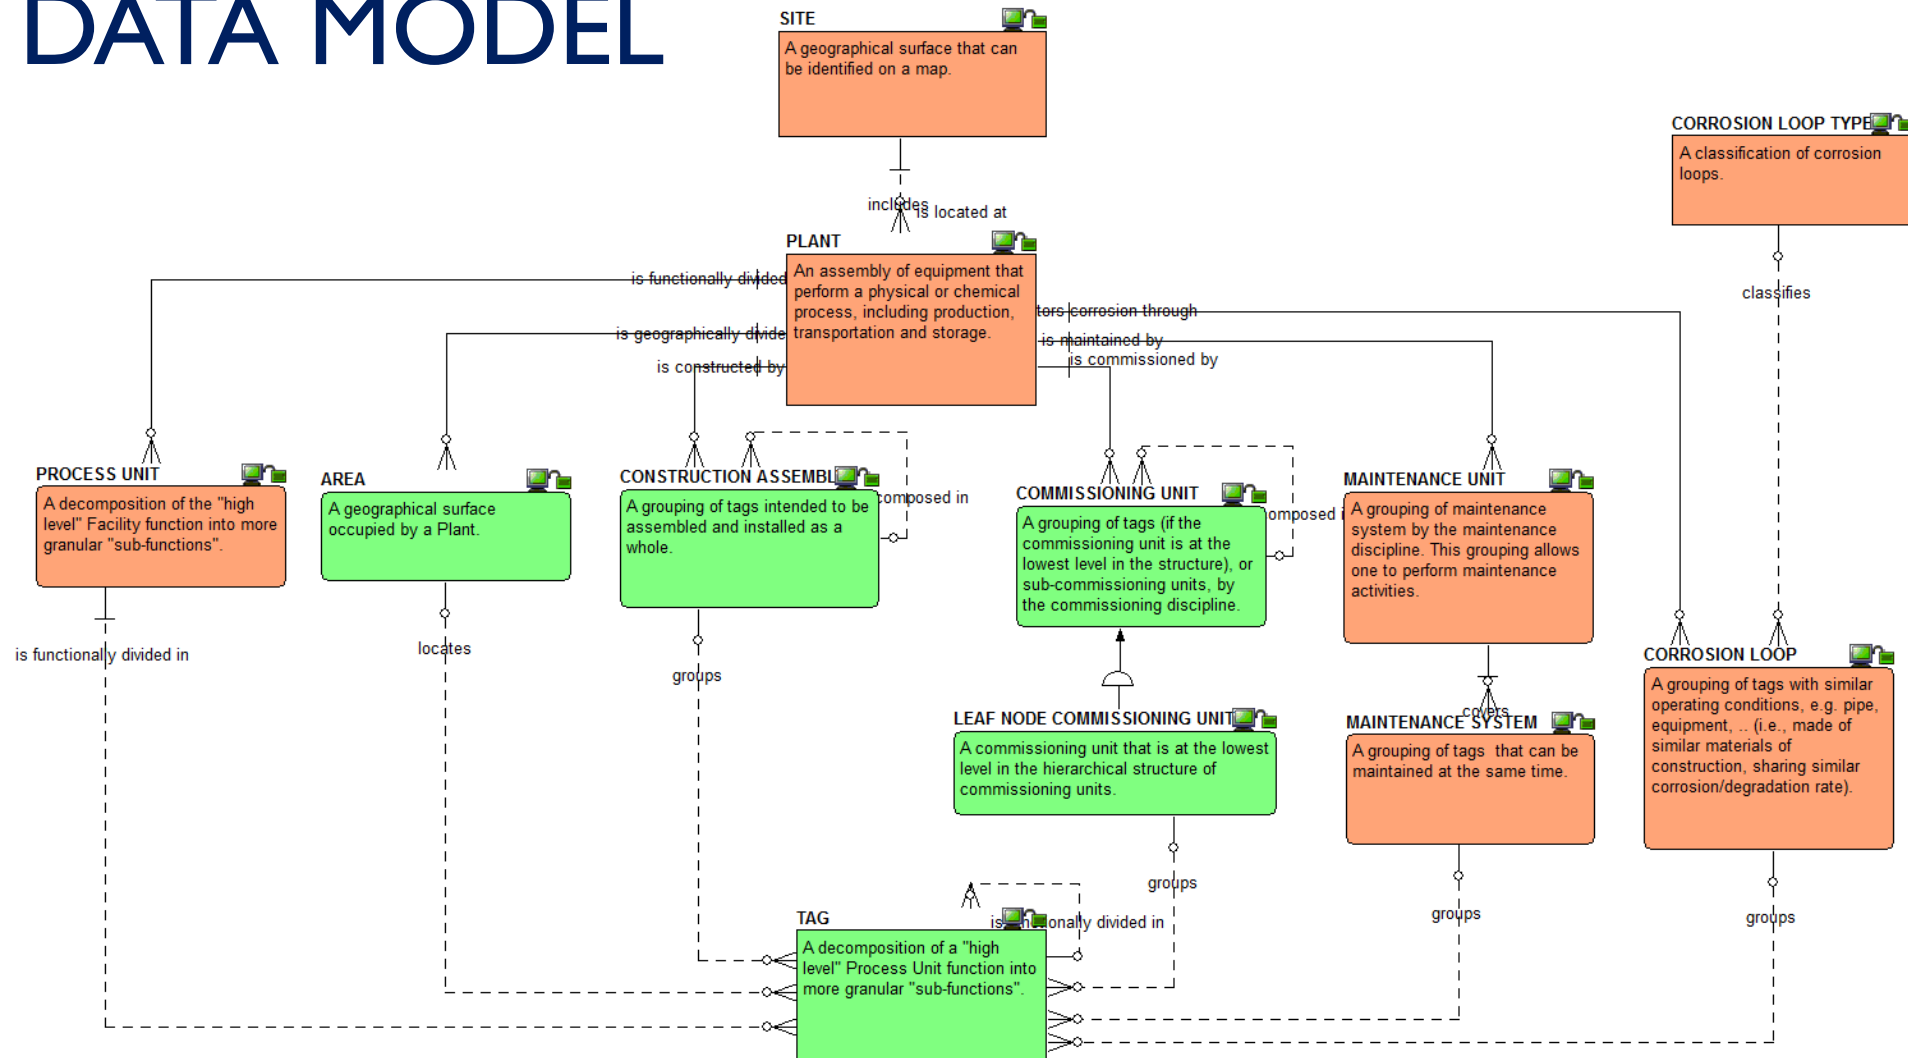 DATA MODEL
SITE
A geographical surface that can
be identified on a map.
CORROSION LOOP TYPE
A classification of corrosion
loops.
includes
is located at
PLANT
An assembly of equipment that
perform a physical or chemical
process, including production,
transportation and storage.
is functionally divided
is geographically divide
is constructed by
tors corrosion through
is maintained by
is commissioned by
classifies
PROCESS UNIT
A decomposition of the "high
level" Facility function into more
granular "sub-functions".
is functionally divided in
AREA
A geographical surface
occupied by a Plant.
locates
CONSTRUCTION ASSEMBL
A grouping of tags intended to be
assembled and installed as a
whole.
composed in
groups
COMMISSIONING UNIT
A grouping of tags (if the
commissioning unit is at the
lowest level in the structure), or
sub-commissioning units, by
the commissioning discipline.
omposed i
MAINTENANCE UNIT
A grouping of maintenance
system by the maintenance
discipline. This grouping allows
one to perform maintenance
activities.
covers
CORROSION LOOP
A grouping of tags with similar
operating conditions, e.g. pipe,
equipment, .. (i.e., made of
similar materials of
construction, sharing similar
corrosion/degradation rate).
LEAF NODE COMMISSIONING UNIT
A commissioning unit that is at the lowest
level in the hierarchical structure of
commissioning units.
MAINTENANCE SYSTEM
A grouping of tags that can be
maintained at the same time.
groups
groups
groups
TAG
is divided in
A decomposition of a "high
level" Process Unit function into
more granular "sub-functions".